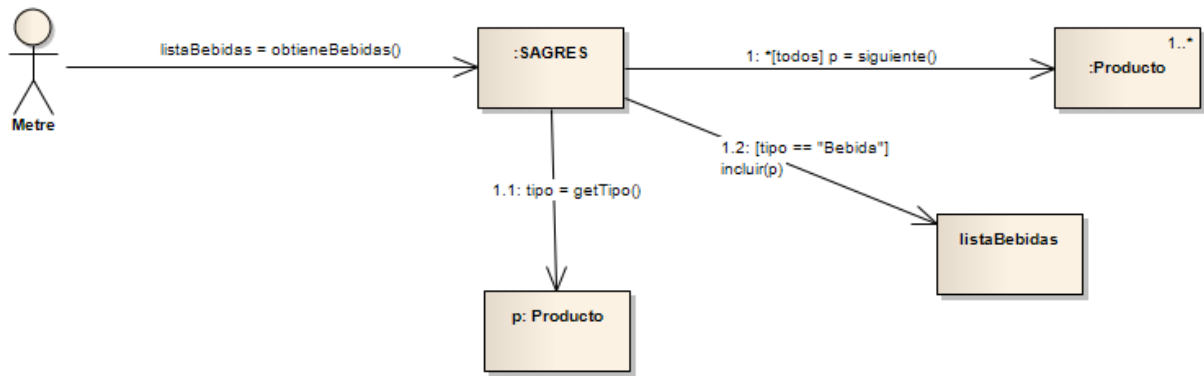 listaBebidas = obtieneBebidas()
:SAGRES
1: *[todos] p = siguiente()
1..*
:Producto
Metre
1.2: [tipo == "Bebida"]
incluir(p)
1.1: tipo = getTipo()
listaBebidas
p: Producto